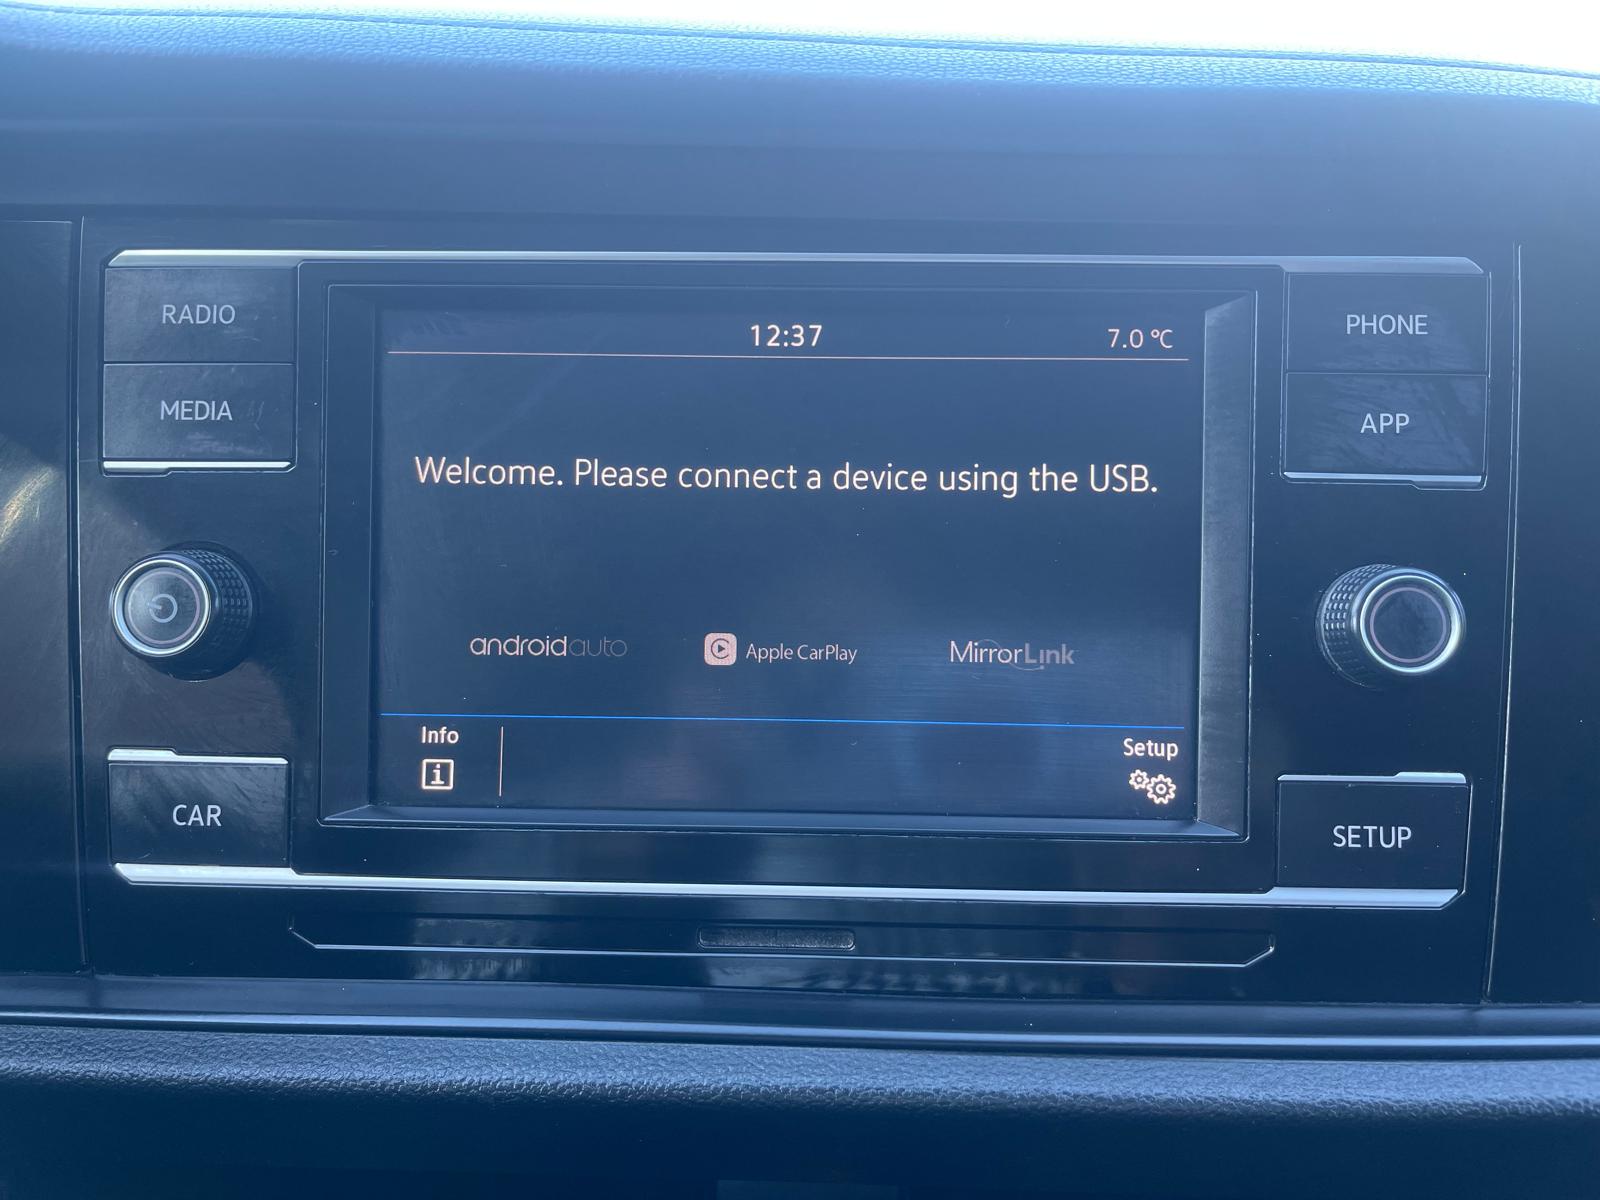 RADIO
MEDIA
12:37
7.0 °C
PHONE
APP
Welcome. Please connect a device using the USB.
androidauto
Apple CarPlay
MirrorLink
Info
i
Setup
CAR
SETUP